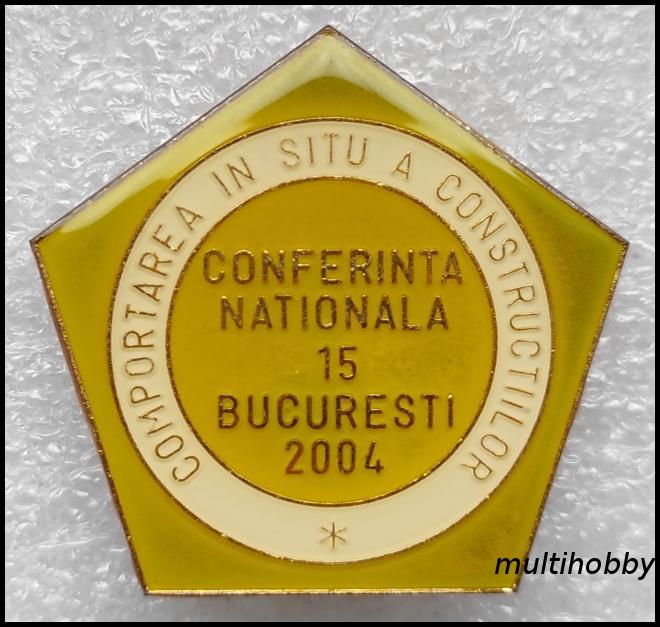 COMPORTAREA IN SITU A CONSTRUCTIILOR
CONFERINTA
NATIONALA
15
BUCURESTI
2004
*
multihobby